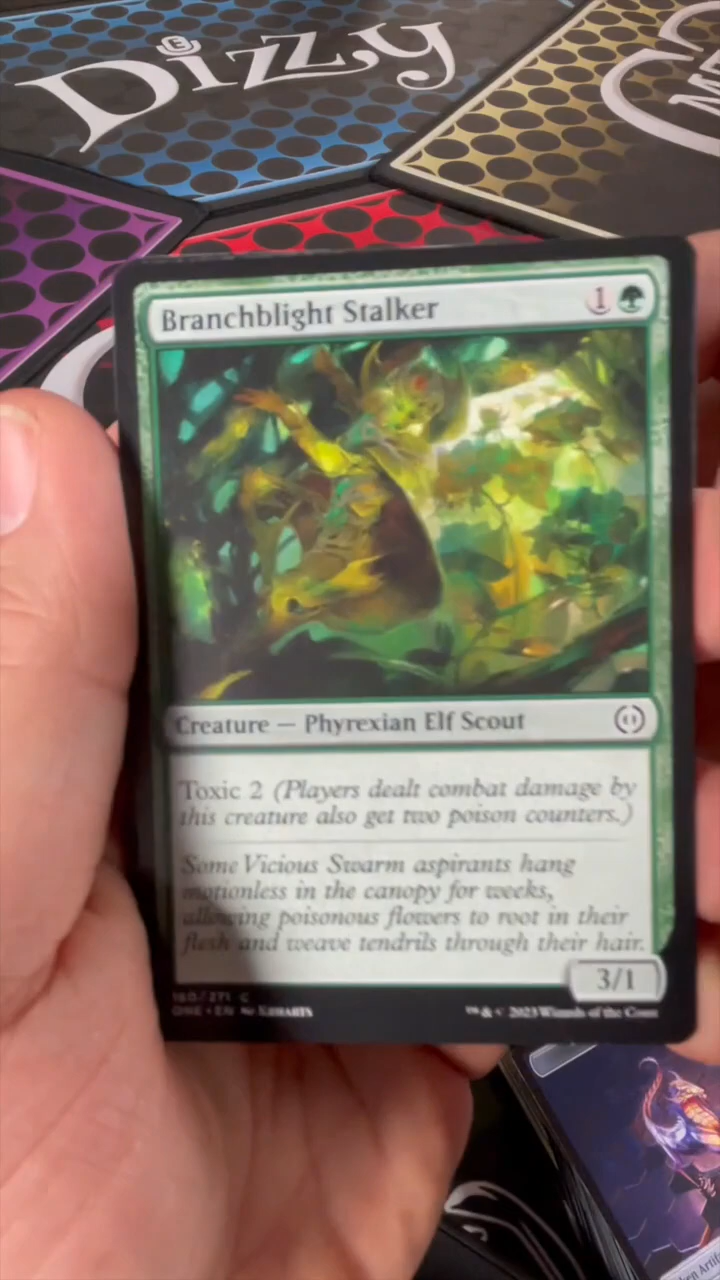 Dizzy
Branchblight Stalker 1
Creature — Phyrexian Elf Scout
Toxic 2 (Players dealt combat damage by
this creature also get two poison counters.)
Some Vicious Swarm aspirants hang
motionless in the canopy for weeks,
allowing poisonous flowers to root in their
flesh and weave tendrils through their hair.
3/1
/271 C
ONE • EN
™ & © 2023 Wizards of the Coast